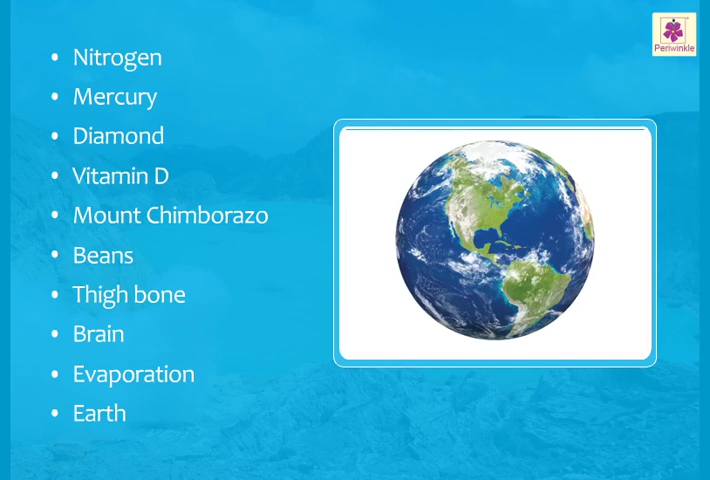 Periwinkle
• Nitrogen
• Mercury
• Diamond
• Vitamin D
• Mount Chimborazo
• Beans
• Thigh bone
• Brain
• Evaporation
• Earth